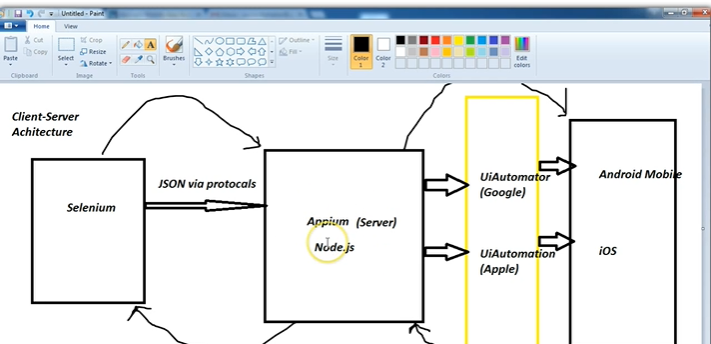 Untitled - Paint
Home
View
Paste
Cut
Copy
Clipboard
Select
Crop
Resize
Rotate
Image
Tools
Brushes
Outline
Fill
Shapes
Size
Color
1
Color
2
Edit
colors
Colors
Client-Server
Achitecture
Selenium
JSON via protocals
Appium (Server)
Node.js
UiAutomator
(Google)
UiAutomation
(Apple)
Android Mobile
iOS